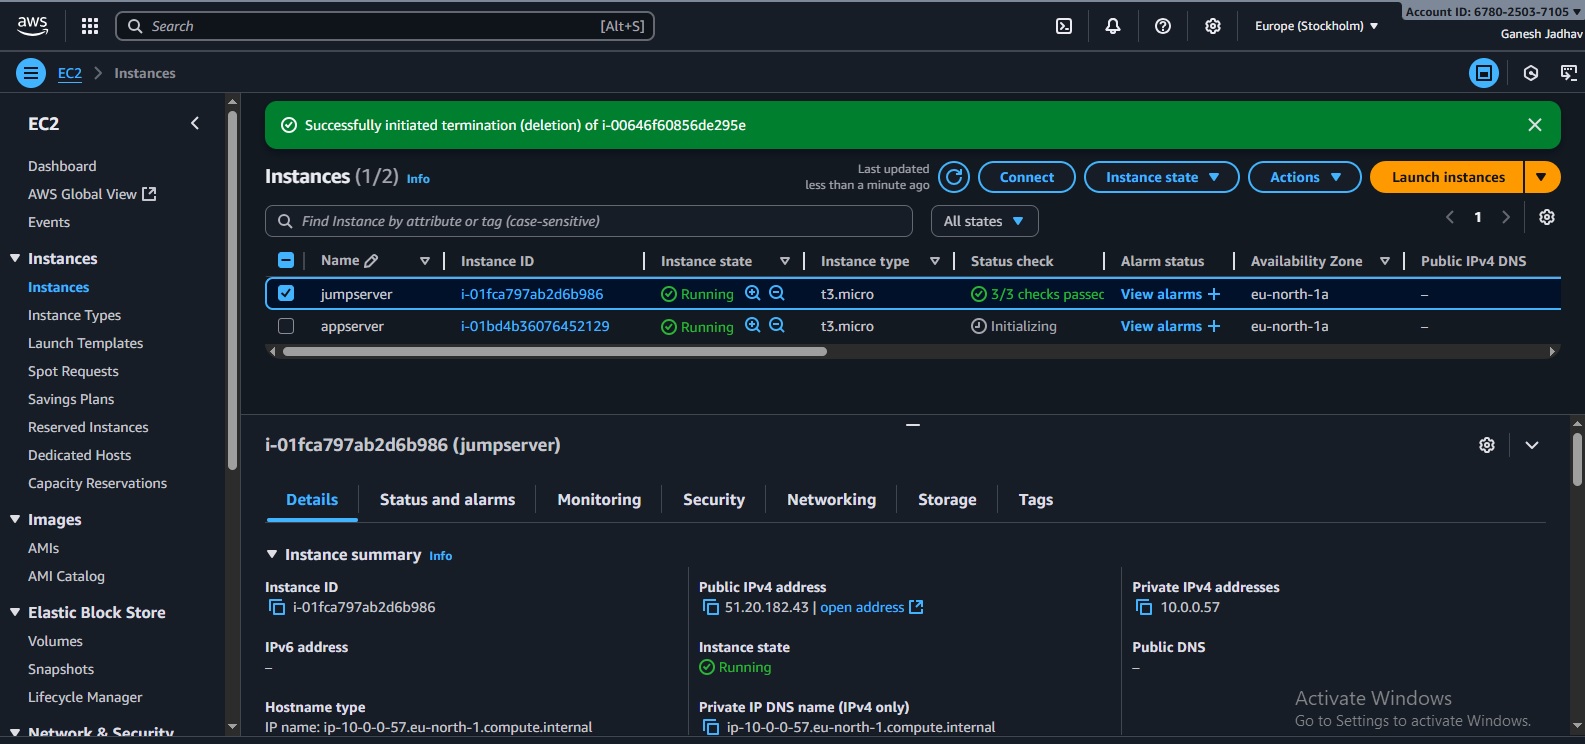 aws
Search
[Alt+S]
Europe (Stockholm)
Account ID: 6780-2503-7105
Ganesh Jadhav
EC2
Instances
EC2
Dashboard
AWS Global View
Events
Instances
Instances
Instance Types
Launch Templates
Spot Requests
Savings Plans
Reserved Instances
Dedicated Hosts
Capacity Reservations
Images
AMIs
AMI Catalog
Elastic Block Store
Volumes
Snapshots
Lifecycle Manager
Network & Security
Successfully initiated termination (deletion) of i-00646f60856de295e
Instances (1/2) Info
Last updated
less than a minute ago
Connect
Instance state
Actions
Launch instances
Find Instance by attribute or tag (case-sensitive)
All states
1
Name Instance ID Instance state Instance type Status check Alarm status Availability Zone Public IPv4 DNS
jumpserver i-01fca797ab2d6b986 Running t3.micro 3/3 checks passec View alarms + eu-north-1a –
appserver i-01bd4b36076452129 Running t3.micro Initializing View alarms + eu-north-1a –
i-01fca797ab2d6b986 (jumpserver)
Details Status and alarms Monitoring Security Networking Storage Tags
Instance summary Info
Instance ID
i-01fca797ab2d6b986
Public IPv4 address
51.20.182.43 | open address
Private IPv4 addresses
10.0.0.57
IPv6 address
–
Instance state
Running
Public DNS
–
Hostname type
IP name: ip-10-0-0-57.eu-north-1.compute.internal
Private IP DNS name (IPv4 only)
ip-10-0-0-57.eu-north-1.compute.internal
Activate Windows
Go to Settings to activate Windows.